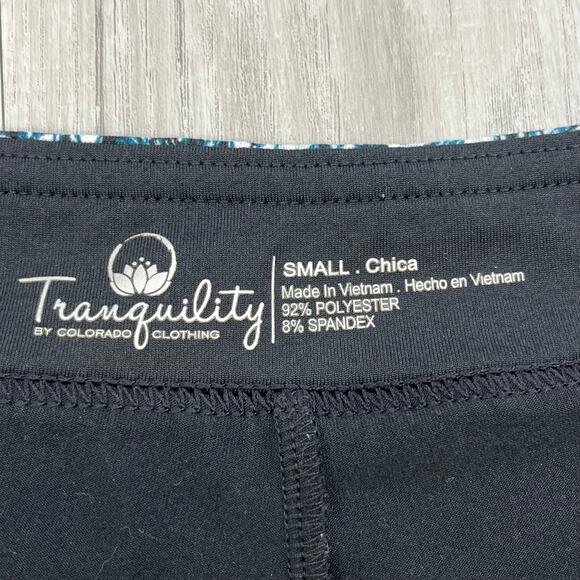 Tranquility
BY COLORADO CLOTHING
SMALL . Chica
Made In Vietnam . Hecho en Vietnam
92% POLYESTER
8% SPANDEX